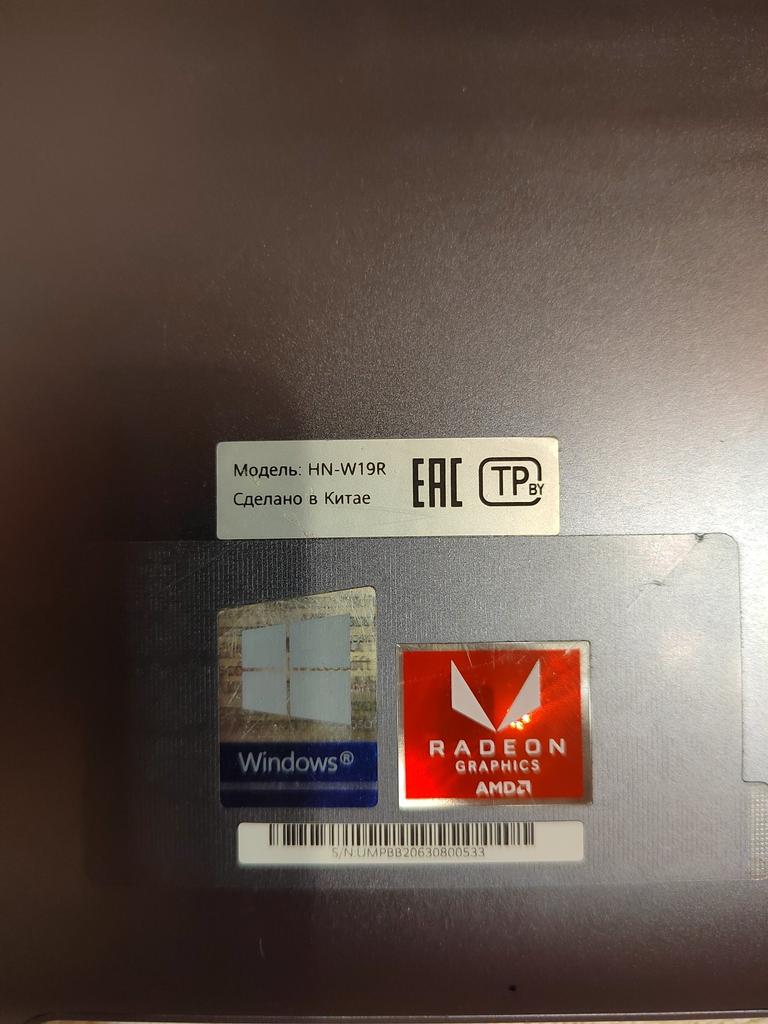 Модель: HN-W19R
Сделано в Китае
EAC
TP BY
Windows®
RADEON
GRAPHICS
AMD
S/N:UMPBB20630800533